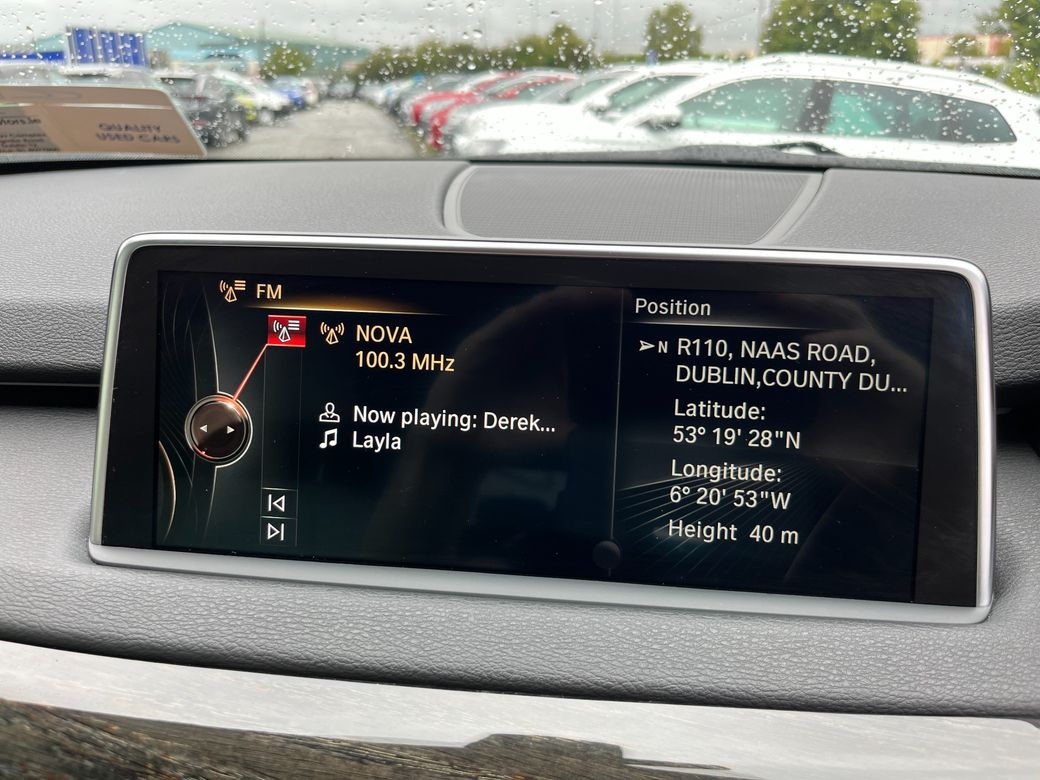 QUALITY
USED CARS
FM
NOVA
100.3 MHz
Now playing: Derek...
Layla
Position
N R110, NAAS ROAD,
DUBLIN,COUNTY DU...
Latitude:
53° 19' 28"N
Longitude:
6° 20' 53"W
Height 40 m